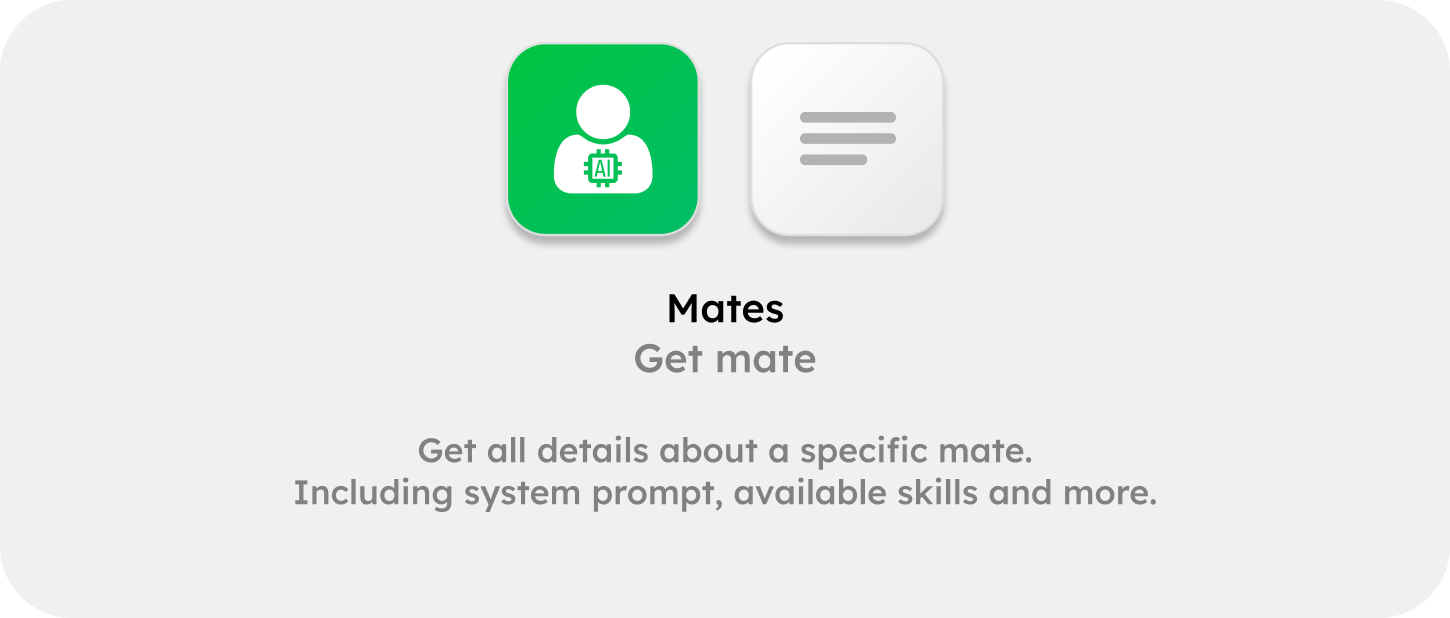 AI
Mates
Get mate
Get all details about a specific mate.
Including system prompt, available skills and more.